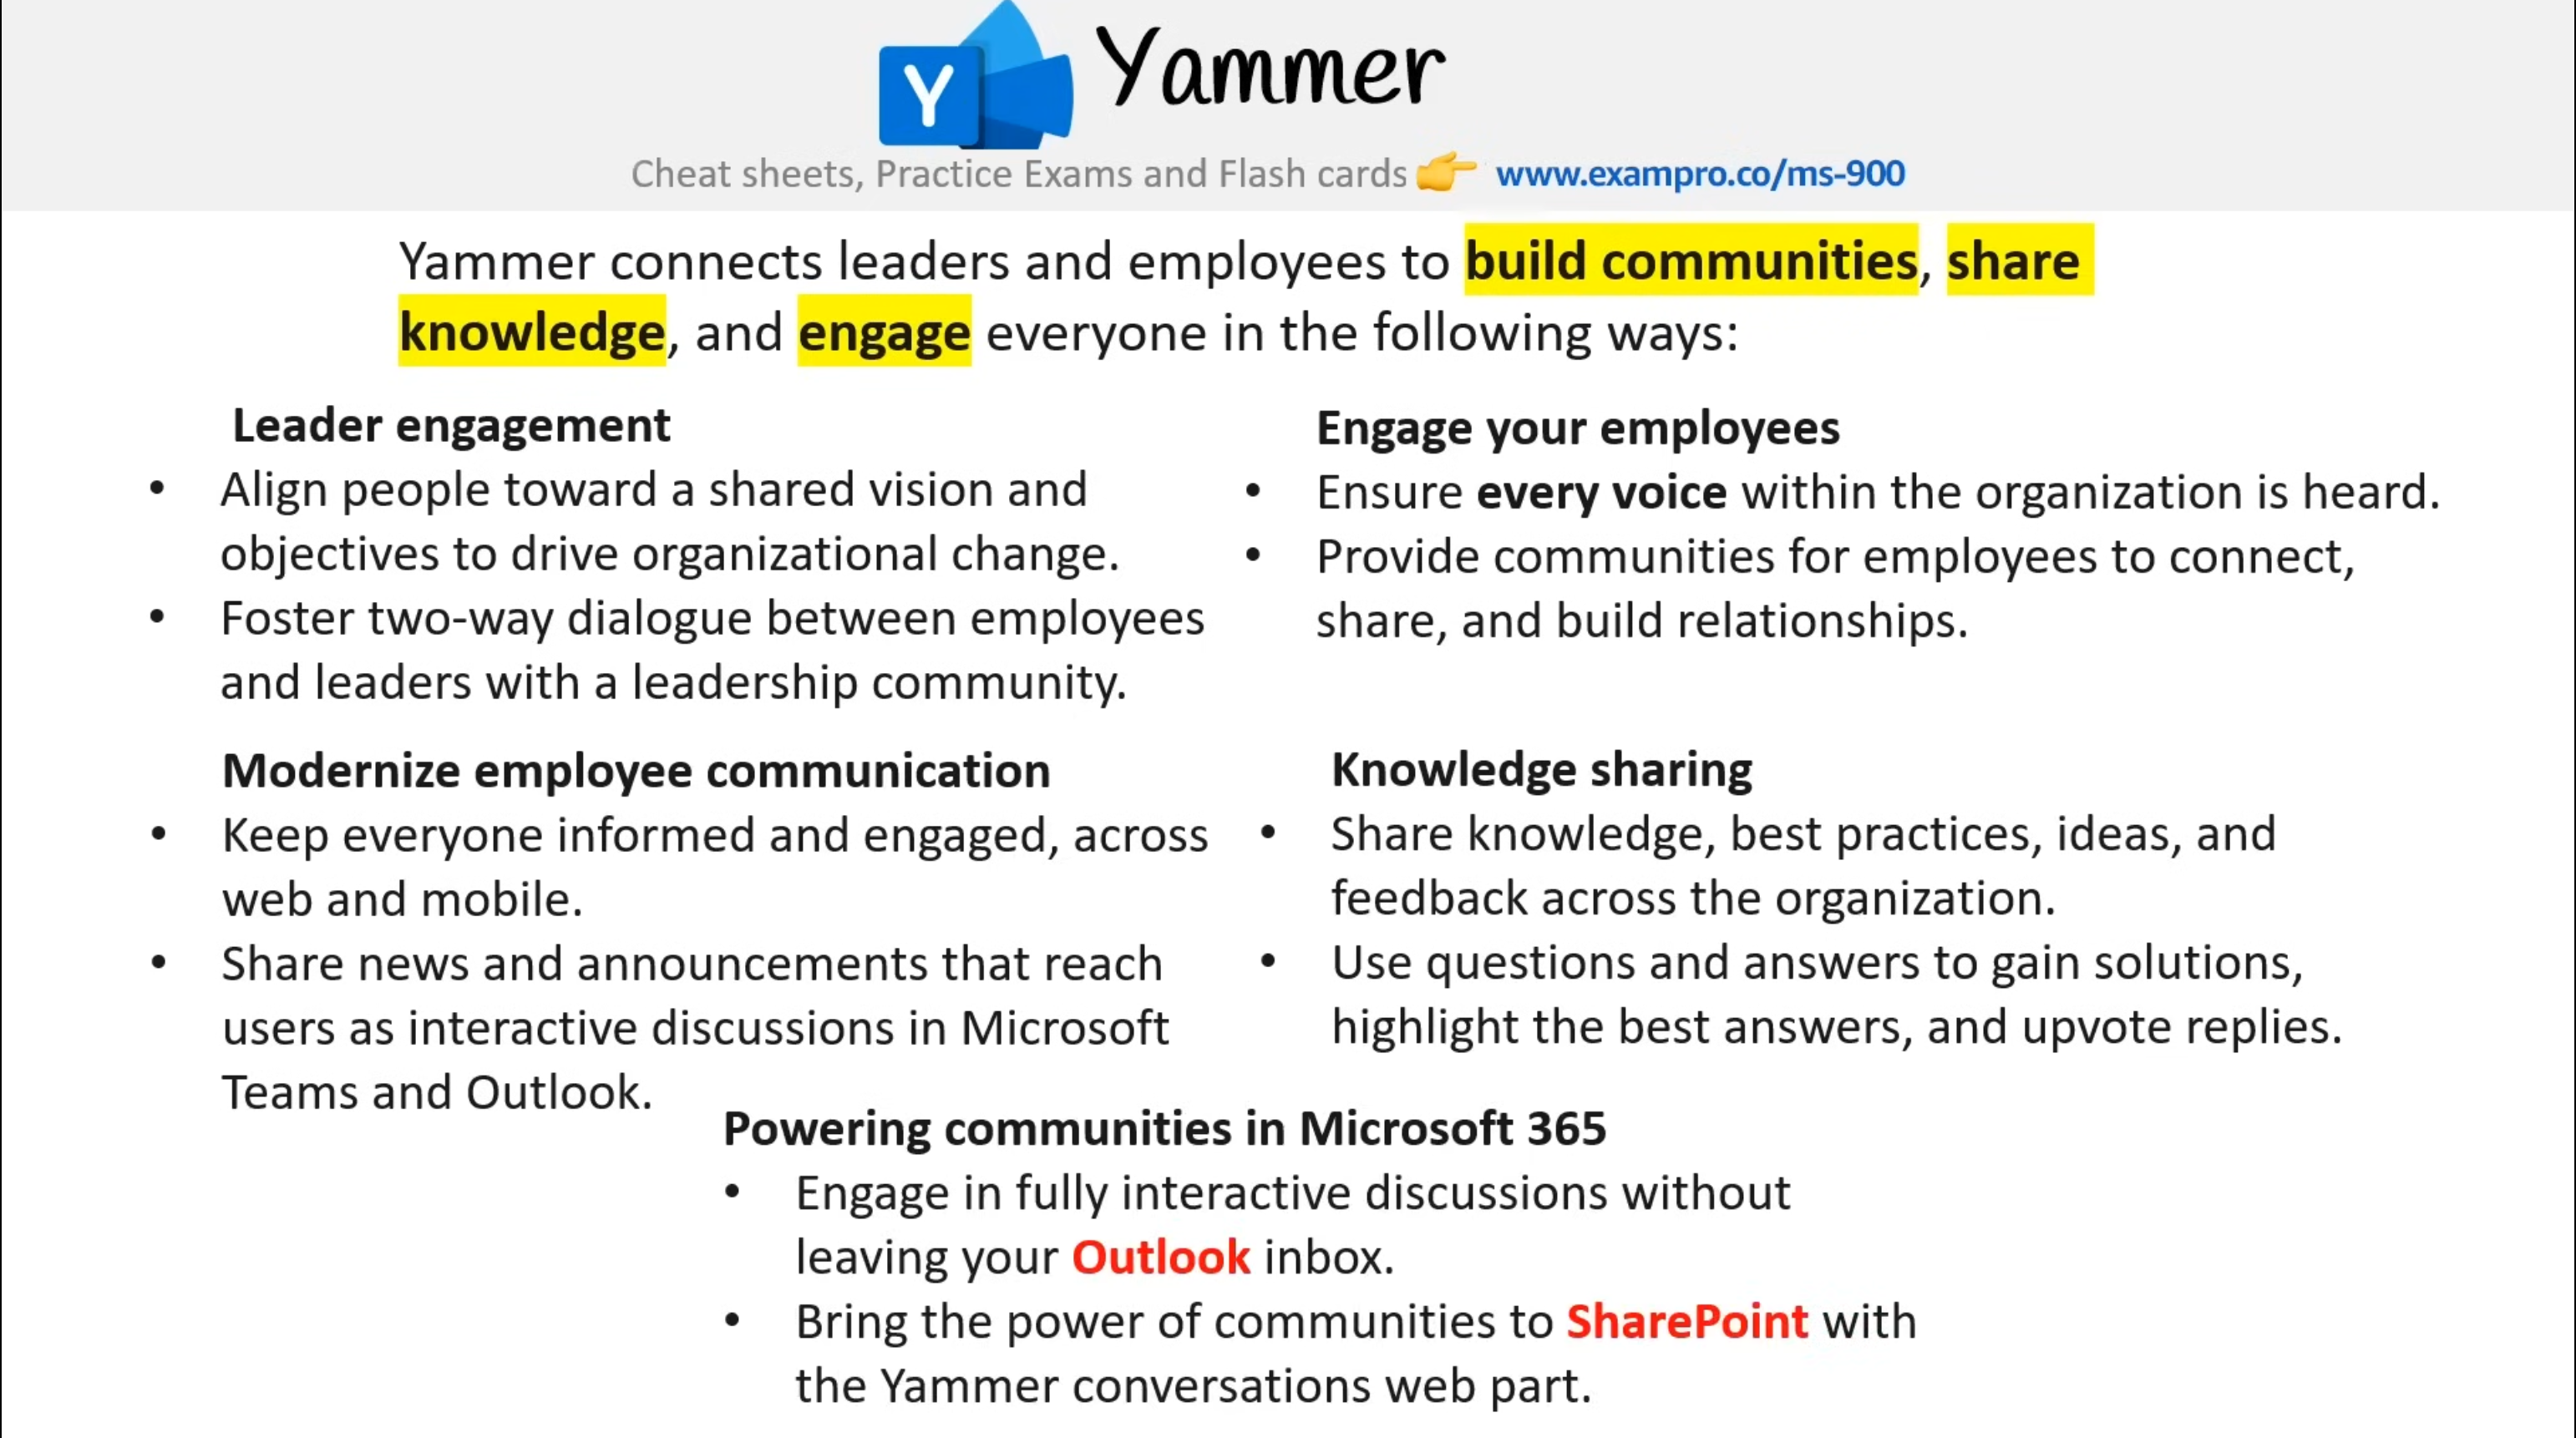 Y Yammer
Cheat sheets, Practice Exams and Flash cards 👉 www.exampro.co/ms-900
Yammer connects leaders and employees to build communities, share
knowledge, and engage everyone in the following ways:
Leader engagement
• Align people toward a shared vision and
objectives to drive organizational change.
• Foster two-way dialogue between employees
and leaders with a leadership community.
Engage your employees
• Ensure every voice within the organization is heard.
• Provide communities for employees to connect,
share, and build relationships.
Modernize employee communication
• Keep everyone informed and engaged, across
web and mobile.
• Share news and announcements that reach
users as interactive discussions in Microsoft
Teams and Outlook.
Knowledge sharing
• Share knowledge, best practices, ideas, and
feedback across the organization.
• Use questions and answers to gain solutions,
highlight the best answers, and upvote replies.
Powering communities in Microsoft 365
• Engage in fully interactive discussions without
leaving your Outlook inbox.
• Bring the power of communities to SharePoint with
the Yammer conversations web part.